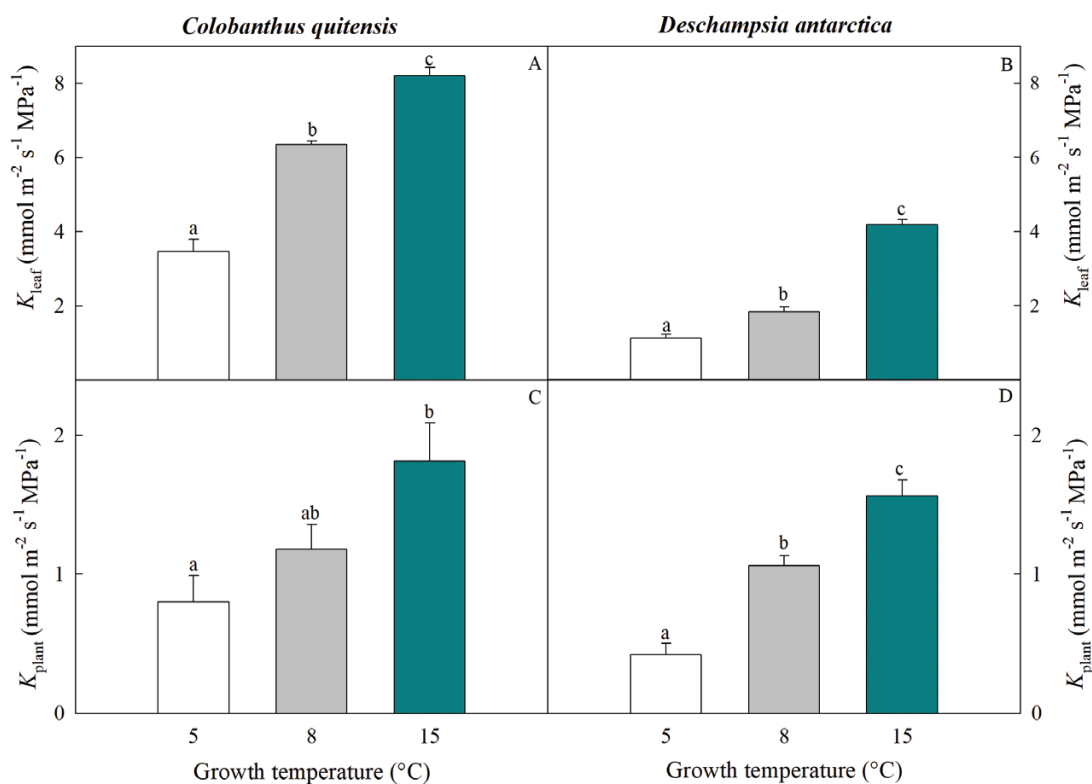 Colobanthus quitensis
Deschampsia antarctica
A
B
8
6
4
2
K_leaf (mmol m⁻² s⁻¹ MPa⁻¹)
a
b
c
a
b
c
8
6
4
2
K_leaf (mmol m⁻² s⁻¹ MPa⁻¹)
C
D
2
1
0
K_plant (mmol m⁻² s⁻¹ MPa⁻¹)
a
ab
b
a
b
c
2
1
0
K_plant (mmol m⁻² s⁻¹ MPa⁻¹)
5 8 15
5 8 15
Growth temperature (°C)
Growth temperature (°C)